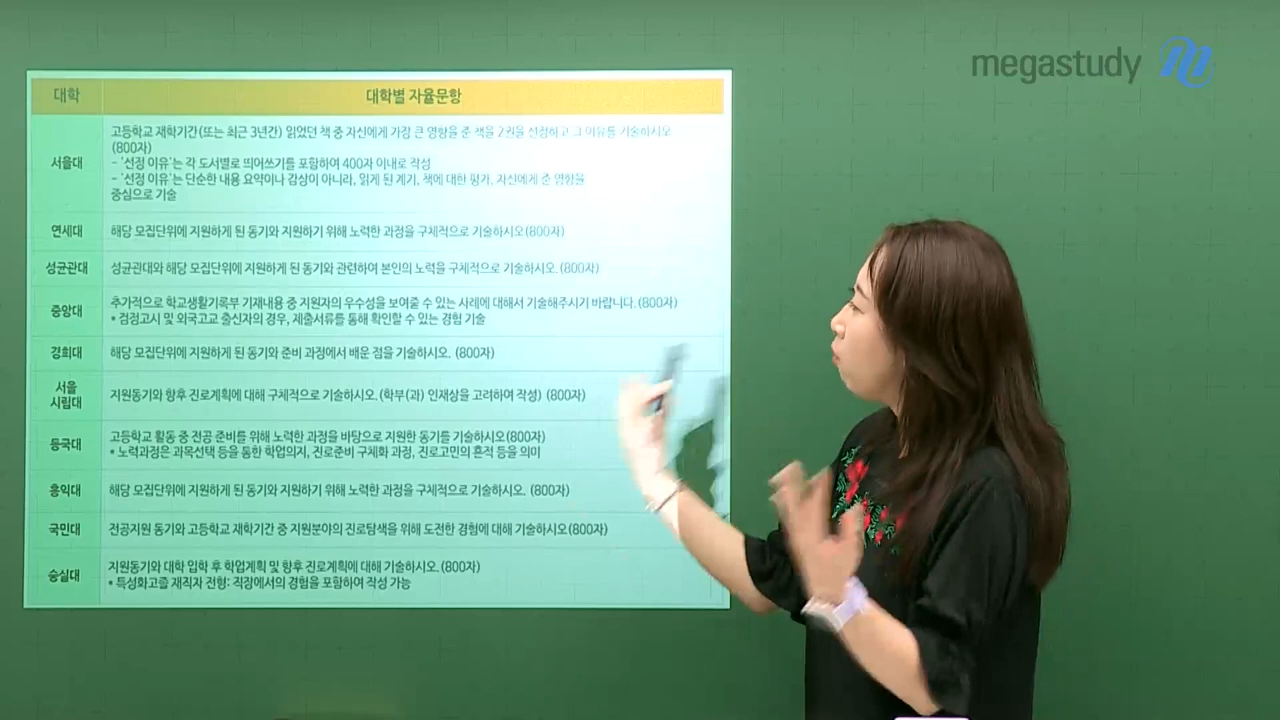 megastudy
대학 대학별 자율문항
서울대
고등학교 재학기간(또는 최근 3년간) 읽었던 책 중 자신에게 가장 큰 영향을 준 책을 2권을 선정하고 그 이유를 기술하시오
(800자)
- '선정 이유'는 각 도서별로 띄어쓰기를 포함하여 400자 이내로 작성
- '선정 이유'는 단순한 내용 요약이나 감상이 아니라, 읽게 된 계기, 책에 대한 평가, 자신에게 준 영향을
중심으로 기술
연세대 해당 모집단위에 지원하게 된 동기와 지원하기 위해 노력한 과정을 구체적으로 기술하시오(800자)
성균관대 성균관대와 해당 모집단위에 지원하게 된 동기와 관련하여 본인의 노력을 구체적으로 기술하시오.(800자)
중앙대
추가적으로 학교생활기록부 기재내용 중 지원자의 우수성을 보여줄 수 있는 사례에 대해서 기술해주시기 바랍니다.(800자)
* 검정고시 및 외국고교 출신자의 경우, 제출서류를 통해 확인할 수 있는 경험 기술
경희대 해당 모집단위에 지원하게 된 동기와 준비 과정에서 배운 점을 기술하시오. (800자)
서울
시립대
지원동기와 향후 진로계획에 대해 구체적으로 기술하시오.(학부(과) 인재상을 고려하여 작성) (800자)
동국대
고등학교 활동 중 전공 준비를 위해 노력한 과정을 바탕으로 지원한 동기를 기술하시오(800자)
* 노력과정은 과목선택 등을 통한 학업의지, 진로준비 구체화 과정, 진로고민의 흔적 등을 의미
홍익대 해당 모집단위에 지원하게 된 동기와 지원하기 위해 노력한 과정을 구체적으로 기술하시오. (800자)
국민대 전공지원 동기와 고등학교 재학기간 중 지원분야의 진로탐색을 위해 도전한 경험에 대해 기술하시오(800자)
숭실대
지원동기와 대학 입학 후 학업계획 및 향후 진로계획에 대해 기술하시오.(800자)
* 특성화고졸 재직자 전형: 직장에서의 경험을 포함하여 작성 가능